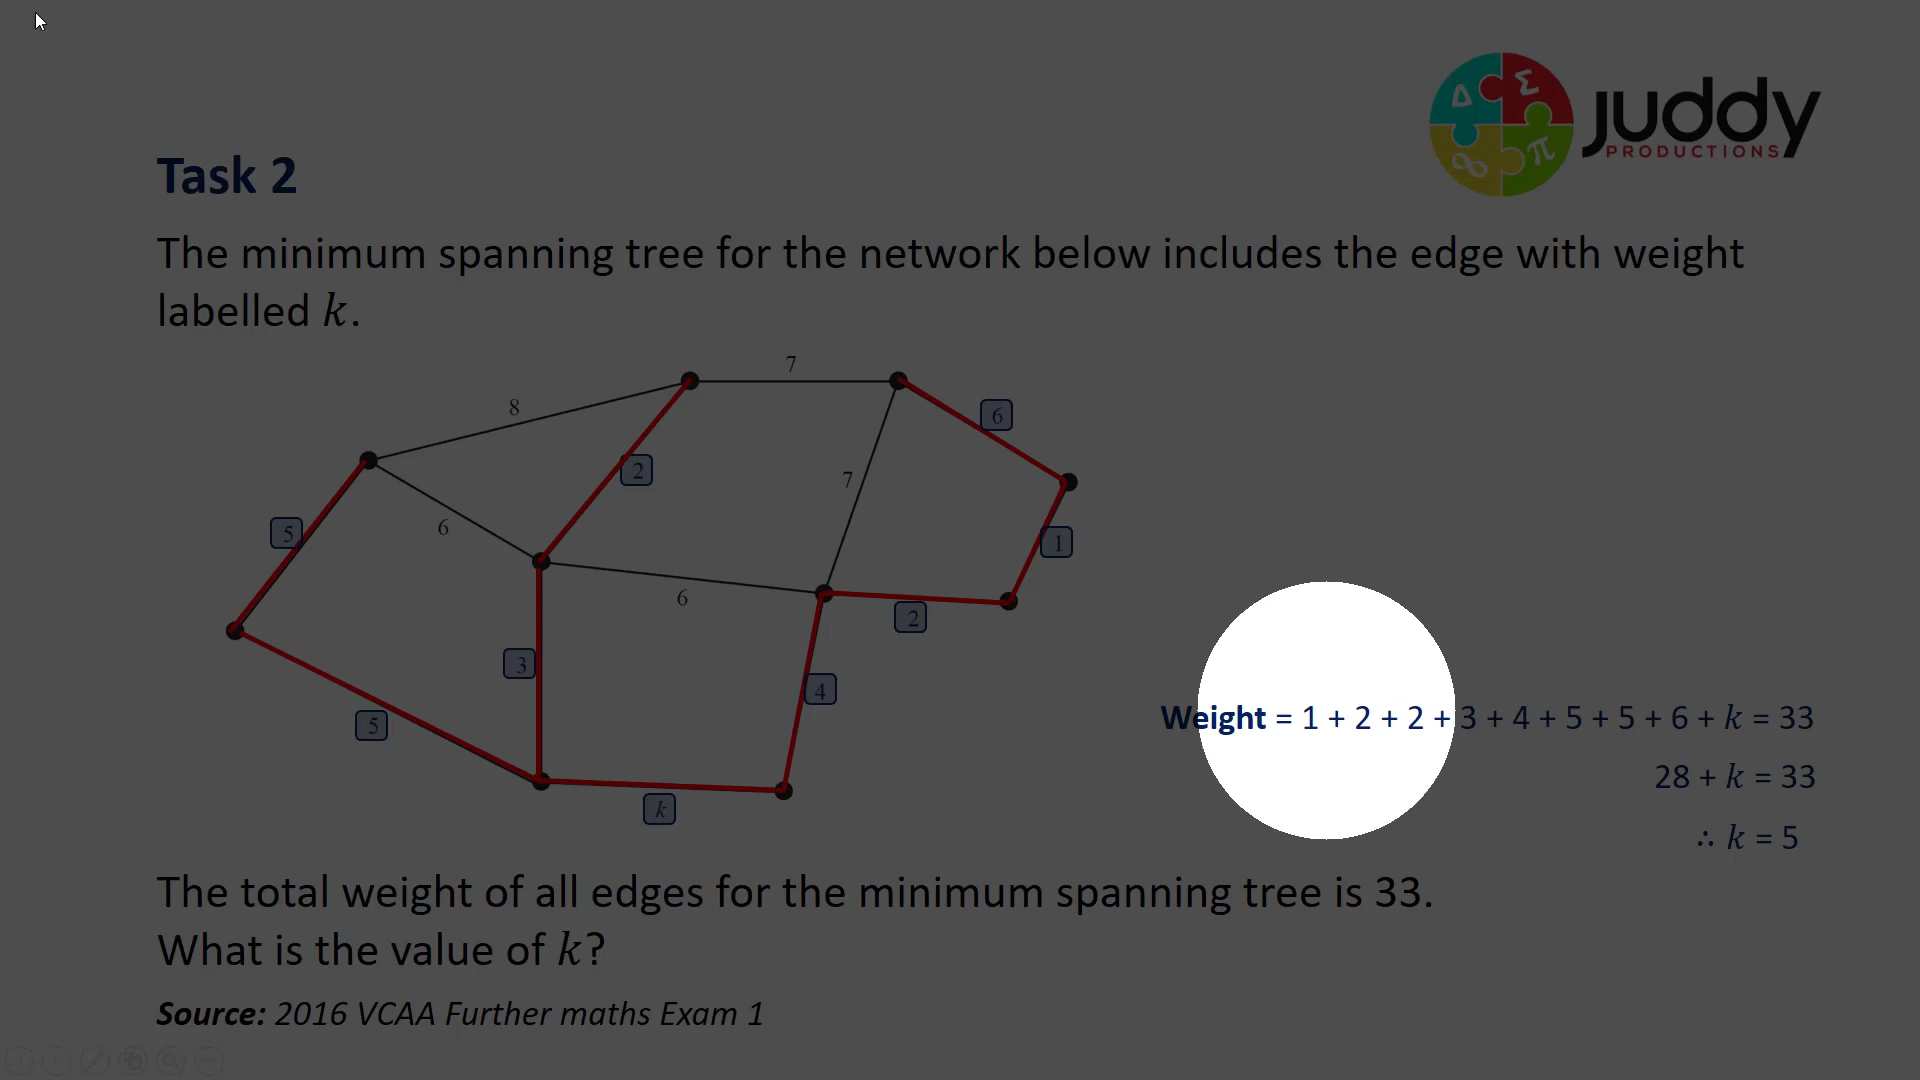 Δ Σ
∞ π
juddy
PRODUCTIONS
Task 2
The minimum spanning tree for the network below includes the edge with weight
labelled k.
7
8
6
2
7
5
6
1
6
2
3
4
5
k
Weight = 1 + 2 + 2 + 3 + 4 + 5 + 5 + 6 + k = 33
28 + k = 33
∴ k = 5
The total weight of all edges for the minimum spanning tree is 33.
What is the value of k?
Source: 2016 VCAA Further maths Exam 1